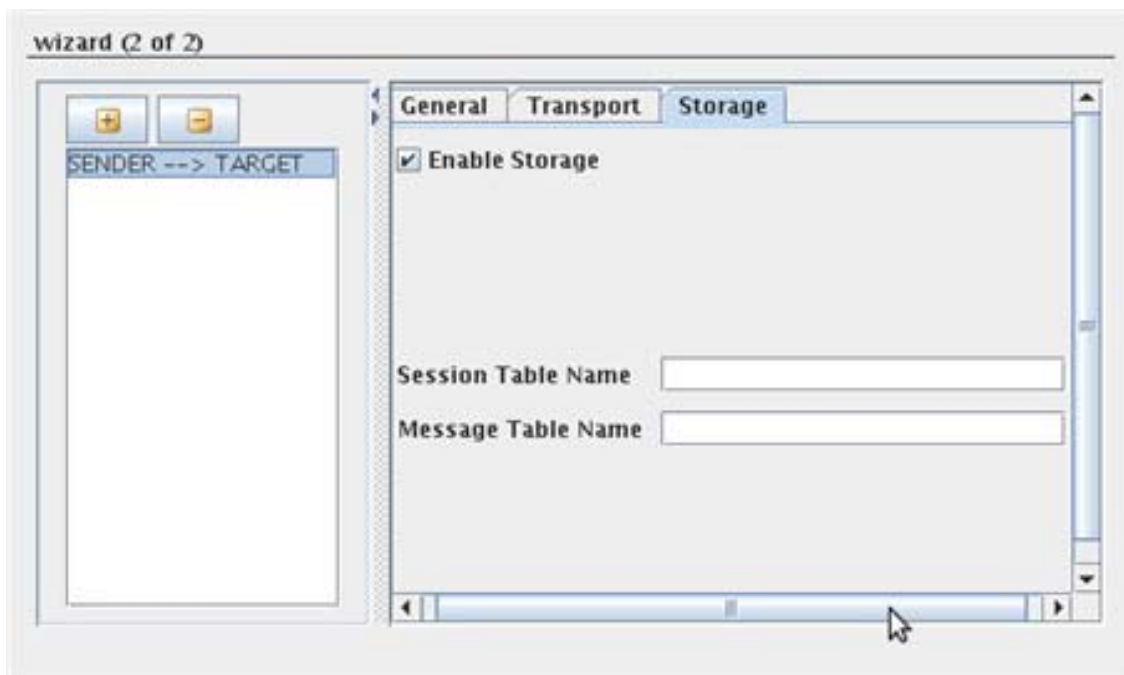 wizard (2 of 2)
SENDER --> TARGET
General Transport Storage
Enable Storage
Session Table Name
Message Table Name